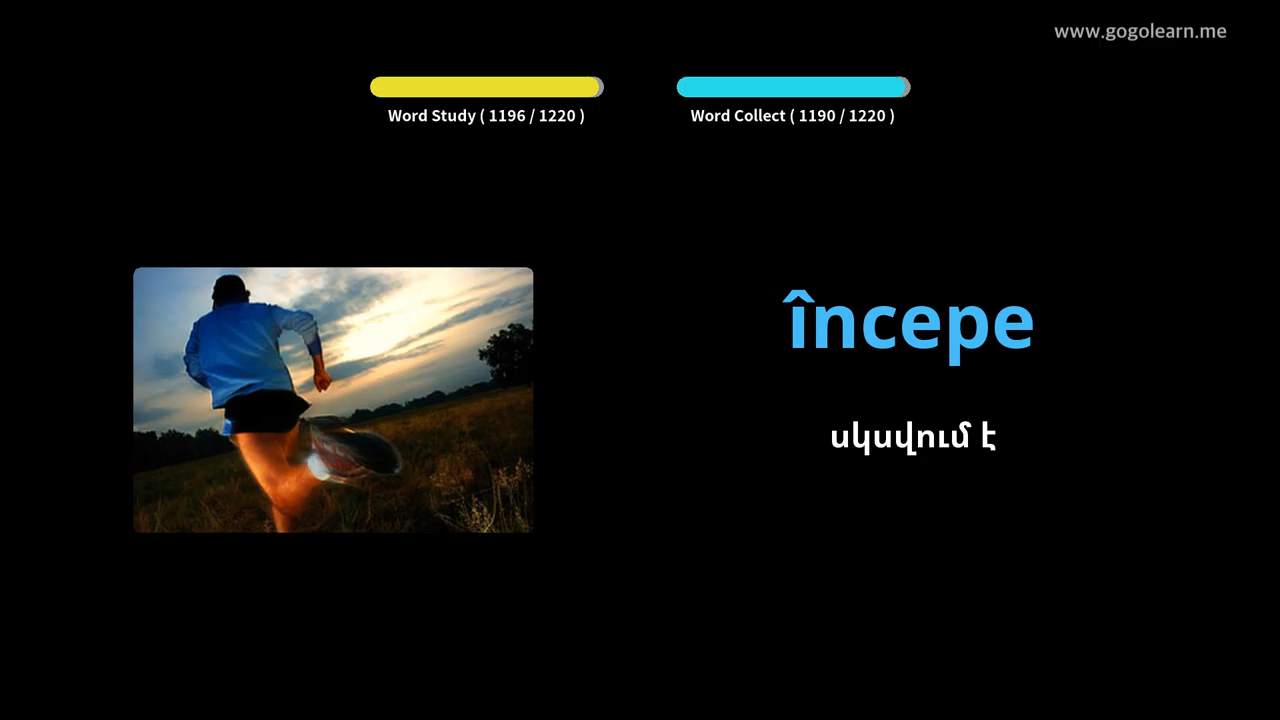 www.gogolearn.me
Word Study ( 1196 / 1220 )
Word Collect ( 1190 / 1220 )
începe
սկսվում է